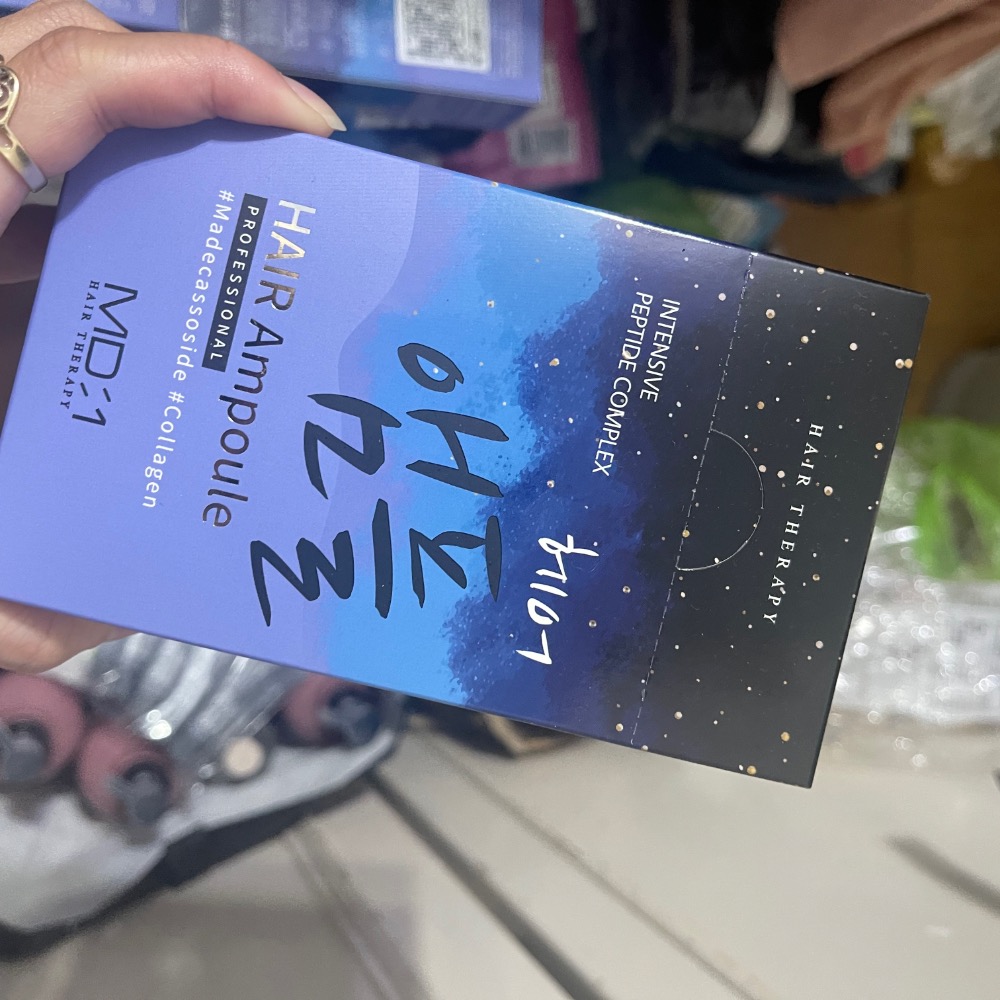 HAIR THERAPY
INTENSIVE
PEPTIDE COMPLEX
헤어
앰플
HAIR Ampoule
PROFESSIONAL
#Madecassoside #Collagen
MD:1
HAIR THERAPY